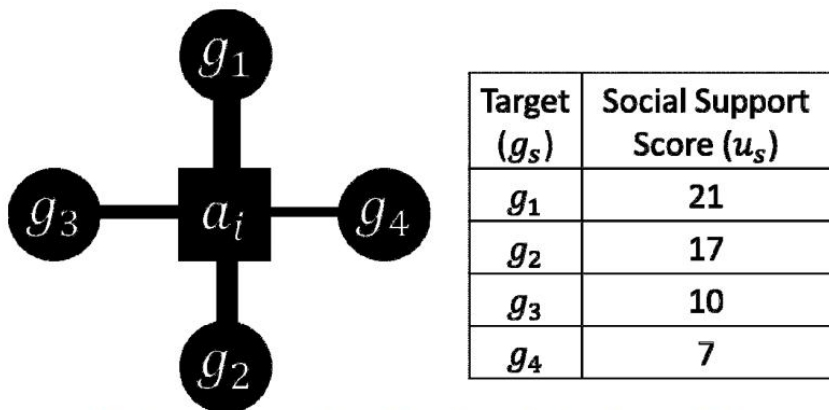 g₁
g₃ aᵢ g₄
g₂
Target (gₛ) Social Support Score (uₛ)
g₁ 21
g₂ 17
g₃ 10
g₄ 7